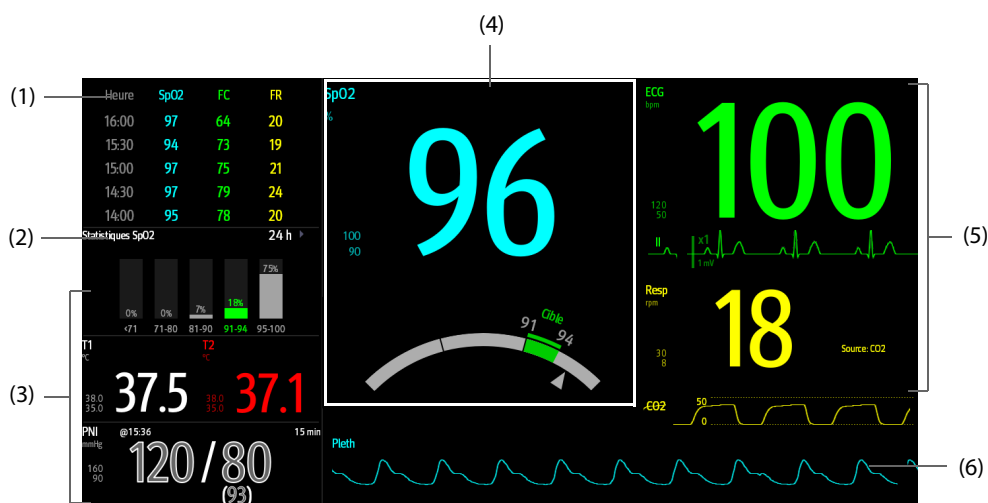 (4)
(1)
Heure SpO2 FC FR
16:00 97 64 20
15:30 94 73 19
15:00 97 75 21
14:30 97 79 24
14:00 95 78 20
(2)
Statistiques SpO2 24 h
0% 0% 7% 18% 75%
<71 71-80 81-90 91-94 95-100
(3)
T1 T2
°C °C
38.0 38.0
35.0 35.0
37.5 37.1
PNI @15:36 15 min
mmHg
160
90
120 / 80
(93)
SpO2
%
96
100
90
Cible
91 94
ECG
bpm
100
120
50
II x1
1 mV
(5)
Resp
rpm
18
30
8
Source: CO2
CO2 50
0
Pleth
(6)